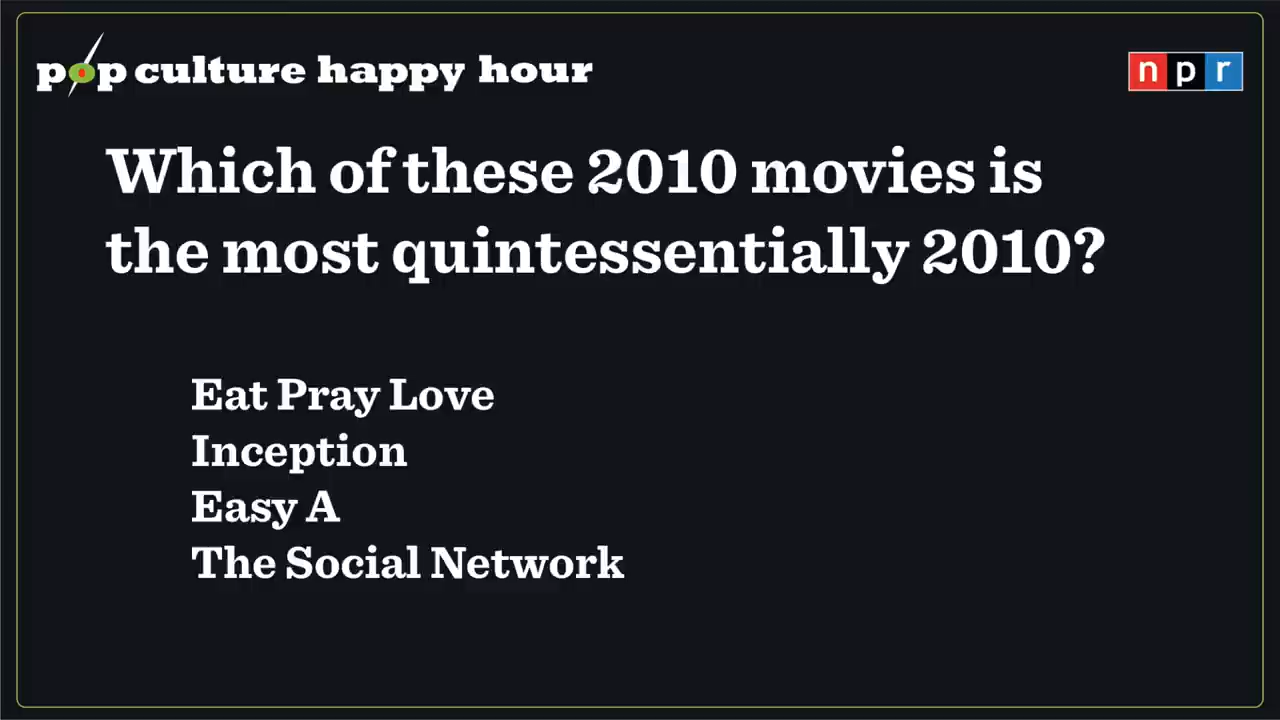 pop culture happy hour
npr
Which of these 2010 movies is
the most quintessentially 2010?
Eat Pray Love
Inception
Easy A
The Social Network